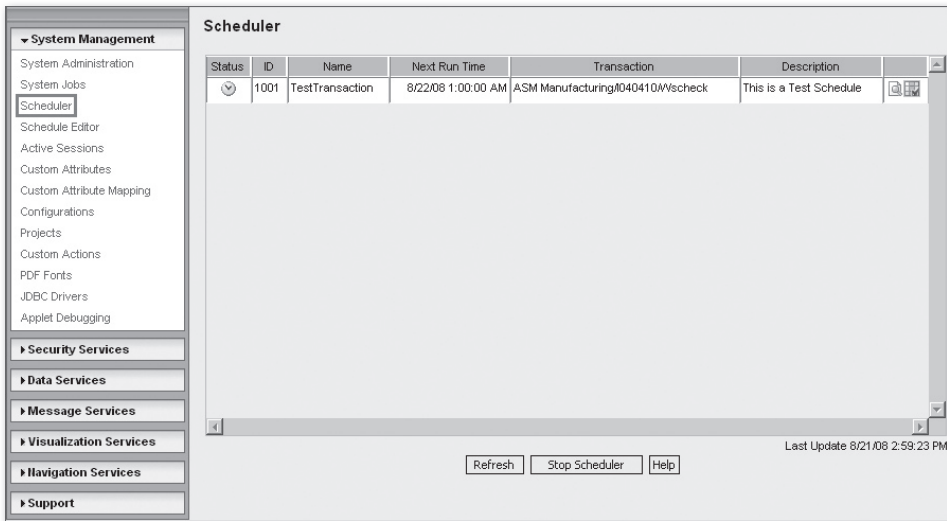 System Management
System Administration
System Jobs
Scheduler
Schedule Editor
Active Sessions
Custom Attributes
Custom Attribute Mapping
Configurations
Projects
Custom Actions
PDF Fonts
JDBC Drivers
Applet Debugging
Security Services
Data Services
Message Services
Visualization Services
Navigation Services
Support
Scheduler
Status ID Name Next Run Time Transaction Description
1001 TestTransaction 8/22/08 1:00:00 AM ASM Manufacturing/I040410/Wscheck This is a Test Schedule
Last Update 8/21/08 2:59:23 PM
Refresh Stop Scheduler Help